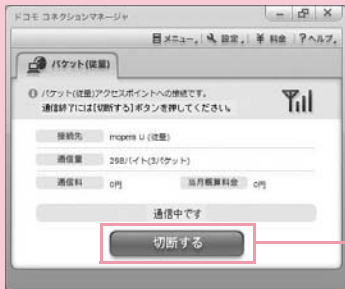 ドコモ コネクションマネージャ
メニュー 設定 ¥ 料金 ? ヘルプ
パケット(従量)
パケット(従量)アクセスポイントへの接続です。
通信終了には[切断する]ボタンを押してください。
接続先 mopera U (従量)
通信量 298バイト(3パケット)
通信料 0円 当月概算料金 0円
通信中です
切断する